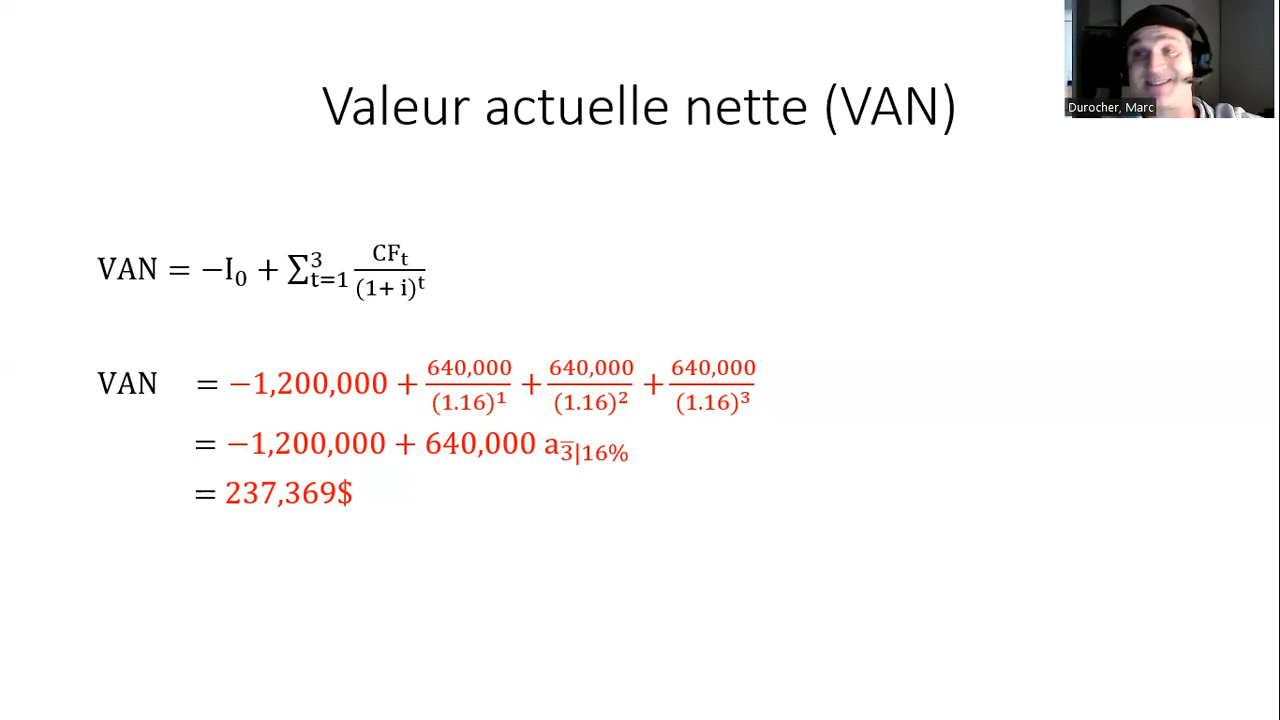 Valeur actuelle nette (VAN)
Durocher, Marc
VAN = −I₀ + ∑³ₜ₌₁ CFₜ/(1+ i)ᵗ
VAN = −1,200,000 + 640,000/(1.16)¹ + 640,000/(1.16)² + 640,000/(1.16)³
= −1,200,000 + 640,000 a3̅|16%
= 237,369$